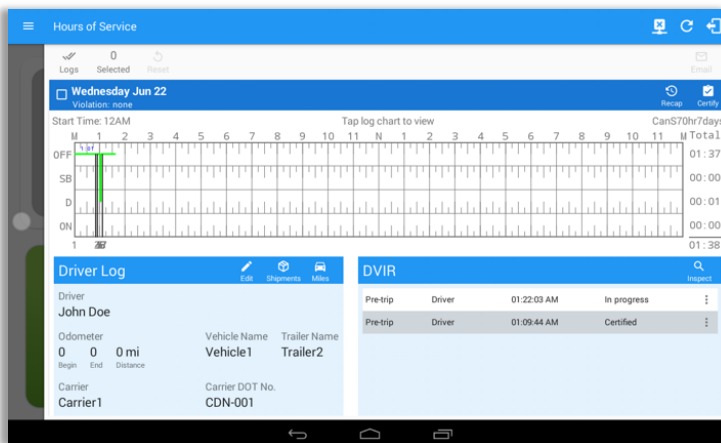 Hours of Service
Logs
0 Selected
Reset
Email
Wednesday Jun 22
Violation: none
Recap
Certify
Start Time: 12AM
Tap log chart to view
CanS70hr7days
M 1 2 3 4 5 6 7 8 9 10 11 N 1 2 3 4 5 6 7 8 9 10 11 M Total
OFF 01:37
SB 00:00
D 00:01
ON 00:00
01:38
Driver Log
Edit
Shipments
Miles
Driver
John Doe
Odometer Vehicle Name Trailer Name
0 0 0 mi Vehicle1 Trailer2
Begin End Distance
Carrier Carrier DOT No.
Carrier1 CDN-001
DVIR
Inspect
Pre-trip Driver 01:22:03 AM In progress
Pre-trip Driver 01:09:44 AM Certified